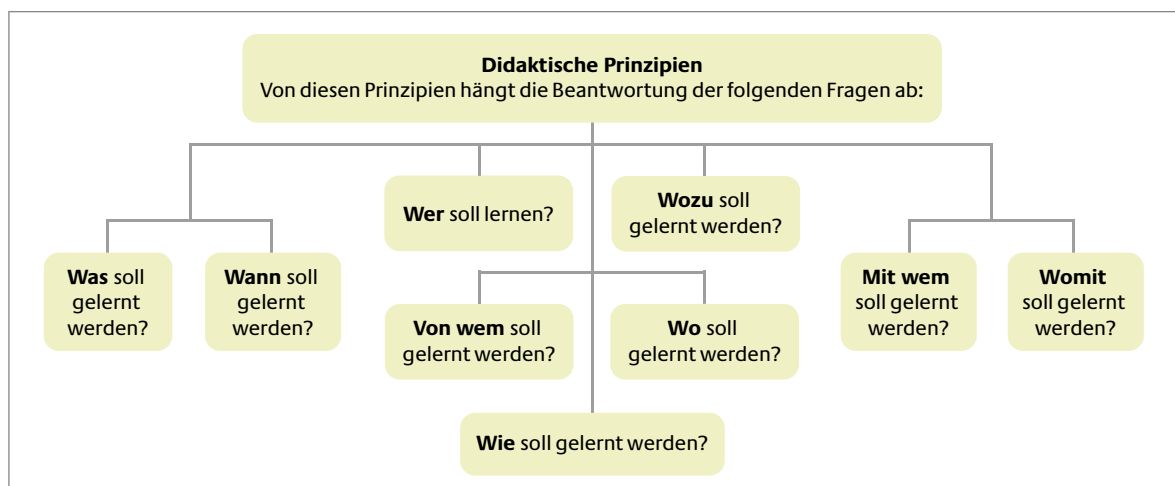 Didaktische Prinzipien
Von diesen Prinzipien hängt die Beantwortung der folgenden Fragen ab:
Wer soll lernen?
Wozu soll
gelernt werden?
Was soll
gelernt
werden?
Wann soll
gelernt
werden?
Von wem soll
gelernt werden?
Wo soll
gelernt werden?
Mit wem
soll gelernt
werden?
Womit
soll gelernt
werden?
Wie soll gelernt werden?